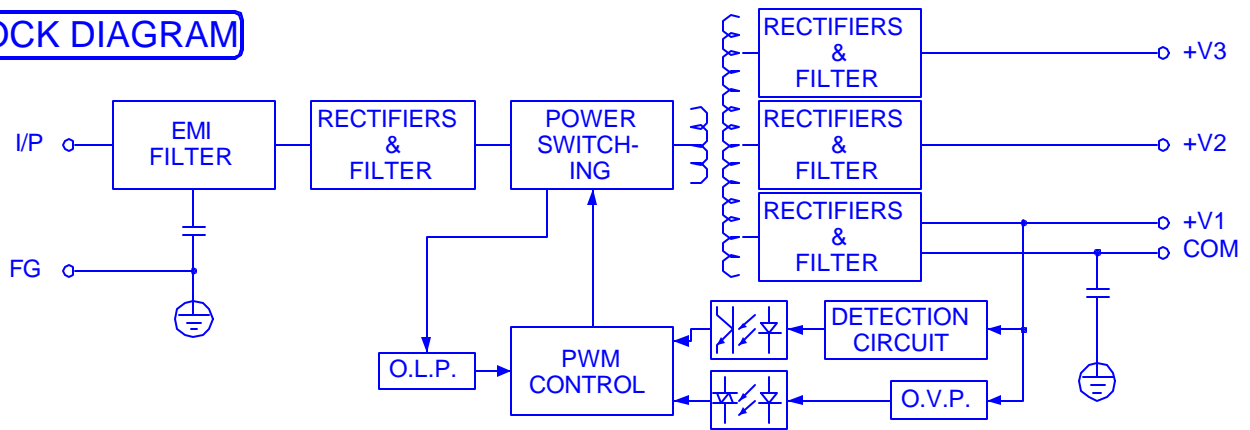 OCK DIAGRAM
I/P
EMI
FILTER
RECTIFIERS
&
FILTER
POWER
SWITCH-
ING
RECTIFIERS
&
FILTER
+V3
RECTIFIERS
&
FILTER
+V2
RECTIFIERS
&
FILTER
+V1
COM
FG
O.L.P.
PWM
CONTROL
DETECTION
CIRCUIT
O.V.P.